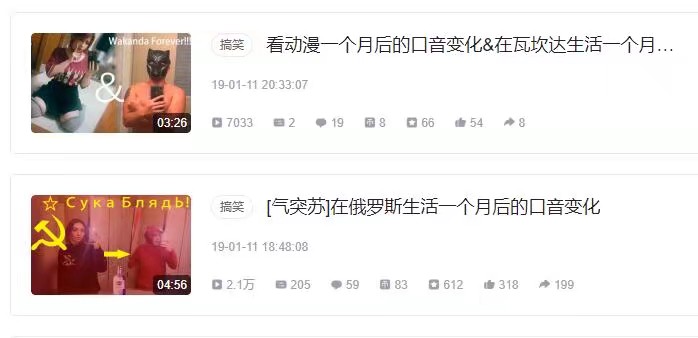 Wakanda Forever!!!
&
03:26
搞笑
看动漫一个月后的口音变化&在瓦坎达生活一个月…
19-01-11 20:33:07
7033 2 19 8 66 54 8
Сука Блядь!
04:56
搞笑
[气突苏]在俄罗斯生活一个月后的口音变化
19-01-11 18:48:08
2.1万 205 59 83 612 318 199